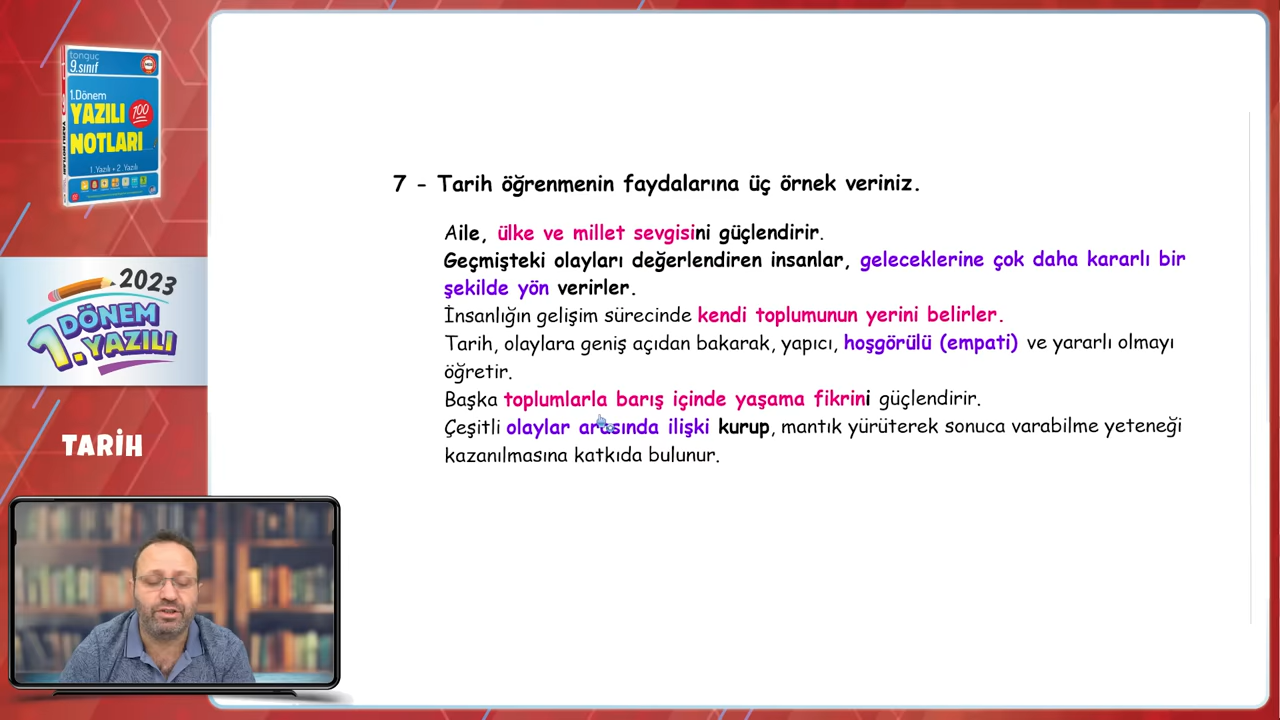 tonguç
9.sınıf
1.Dönem
YAZILI
100
NOTLARI
1.Yazılı + 2.Yazılı
YAZILI NOTLARI
2023
1.DÖNEM
YAZILI
TARİH
7 - Tarih öğrenmenin faydalarına üç örnek veriniz.
Aile, ülke ve millet sevgisini güçlendirir.
Geçmişteki olayları değerlendiren insanlar, geleceklerine çok daha kararlı bir
şekilde yön verirler.
İnsanlığın gelişim sürecinde kendi toplumunun yerini belirler.
Tarih, olaylara geniş açıdan bakarak, yapıcı, hoşgörülü (empati) ve yararlı olmayı
öğretir.
Başka toplumlarla barış içinde yaşama fikrini güçlendirir.
Çeşitli olaylar arasında ilişki kurup, mantık yürüterek sonuca varabilme yeteneği
kazanılmasına katkıda bulunur.